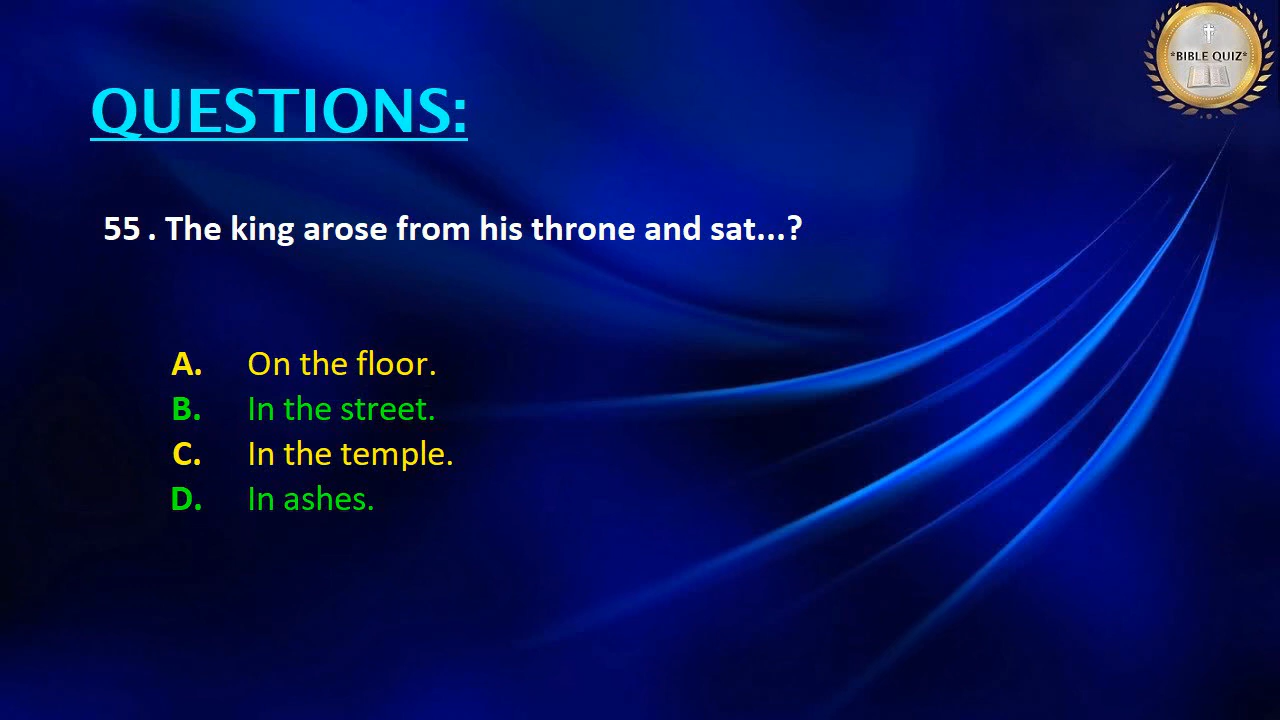 *BIBLE QUIZ*
QUESTIONS:
55 . The king arose from his throne and sat...?
A. On the floor.
B. In the street.
C. In the temple.
D. In ashes.